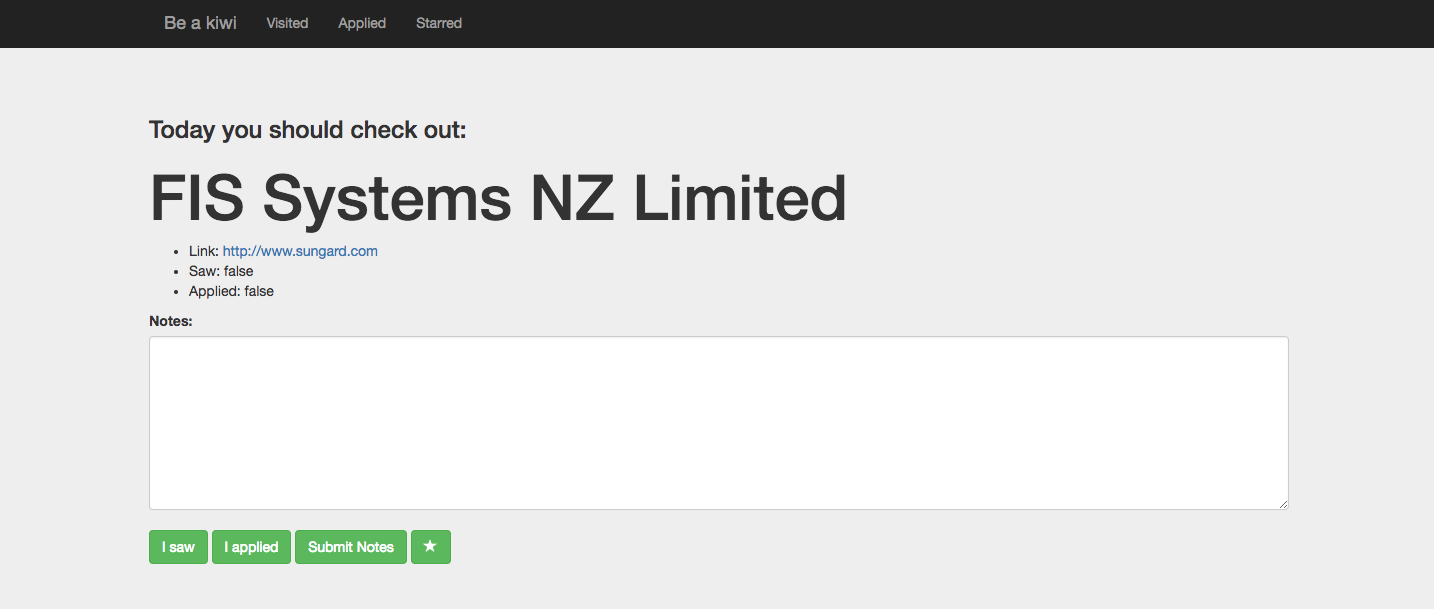 Be a kiwi Visited Applied Starred
Today you should check out:
FIS Systems NZ Limited
Link: http://www.sungard.com
Saw: false
Applied: false
Notes:
I saw I applied Submit Notes ★